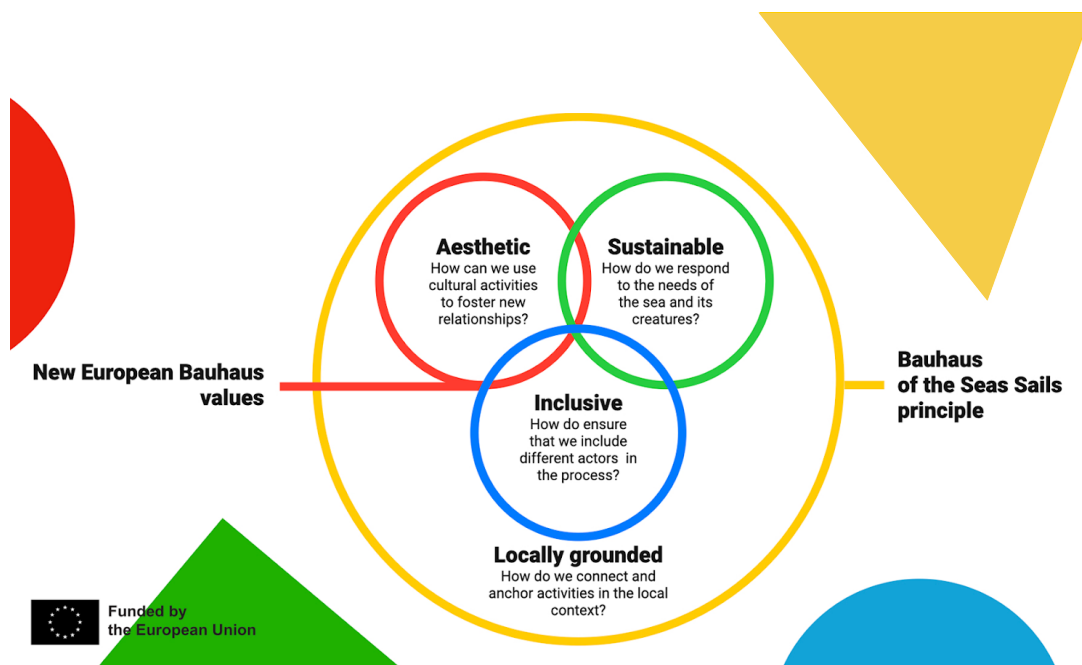 Aesthetic
How can we use
cultural activities
to foster new
relationships?
Sustainable
How do we respond
to the needs of
the sea and its
creatures?
New European Bauhaus
values
Bauhaus
of the Seas Sails
principle
Inclusive
How do ensure
that we include
different actors in
the process?
Locally grounded
How do we connect and
anchor activities in the local
context?
Funded by
the European Union